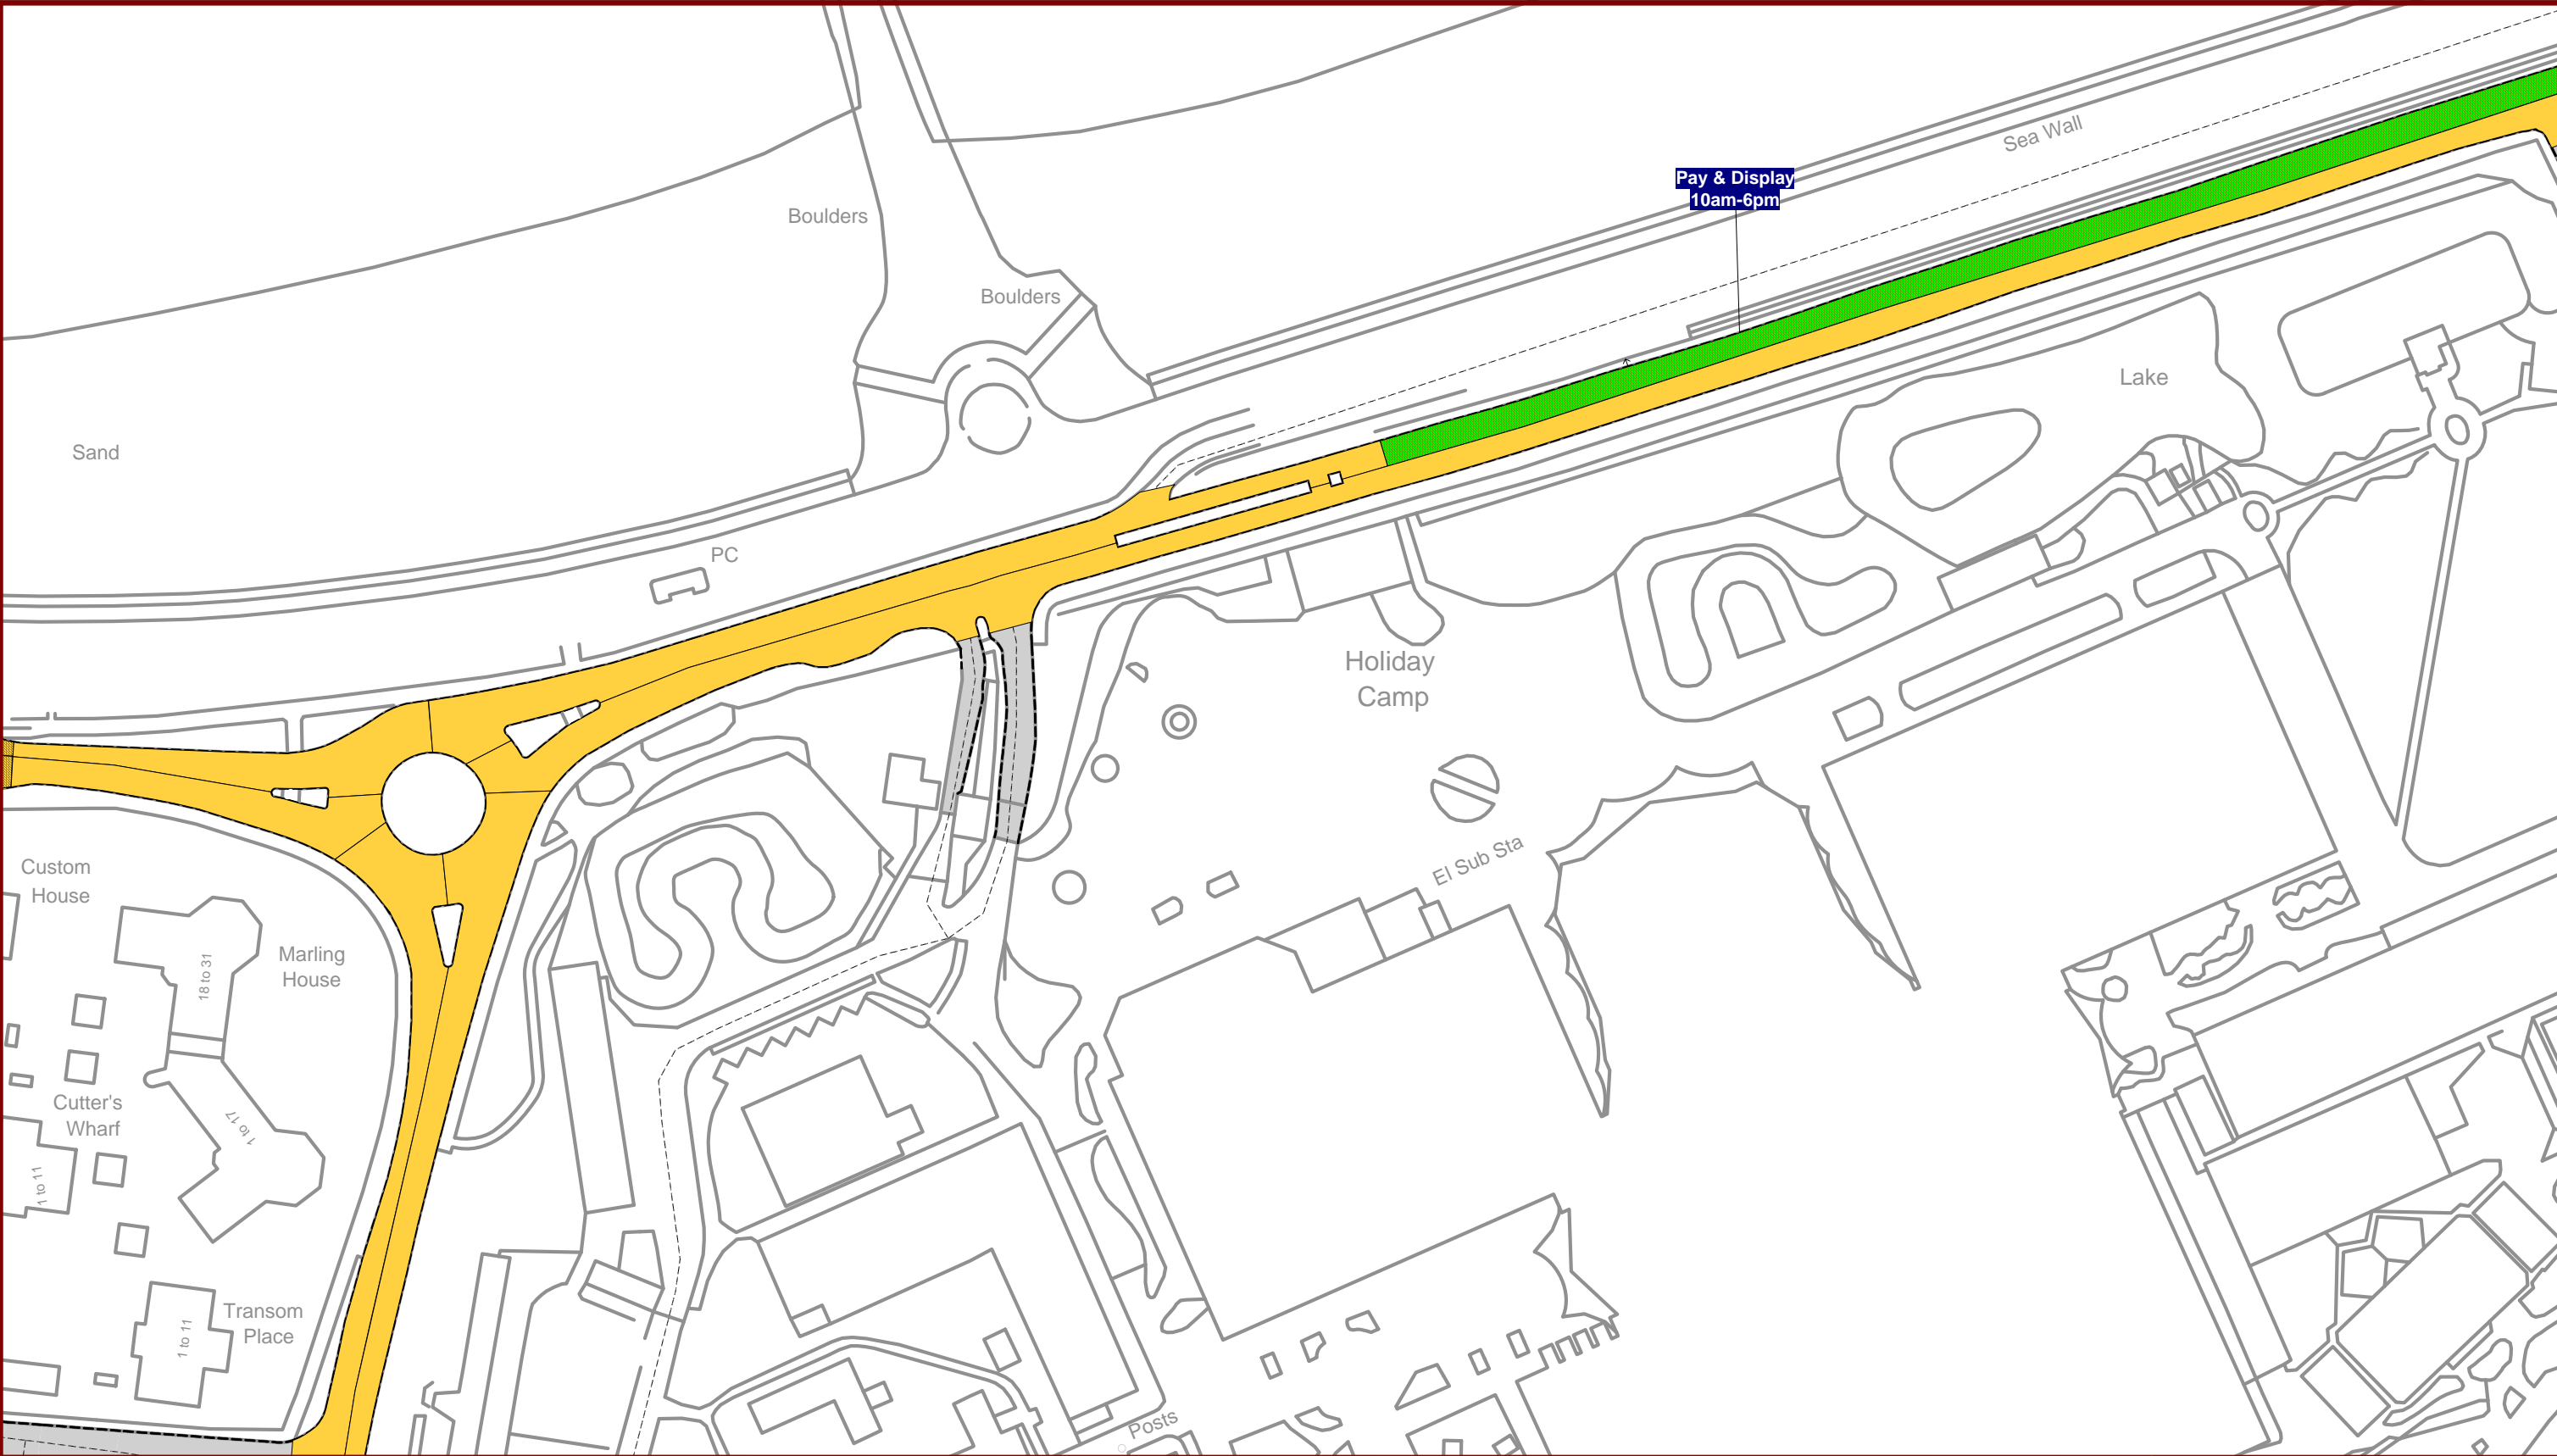 Sea Wall
Pay & Display
10am-6pm
Boulders
Boulders
Lake
Sand
PC
Holiday
Camp
El Sub Sta
Custom
House
Marling
House
18 to 31
Cutter's
Wharf
1 to 17
1 to 11
Transom
Place
1 to 11
Posts